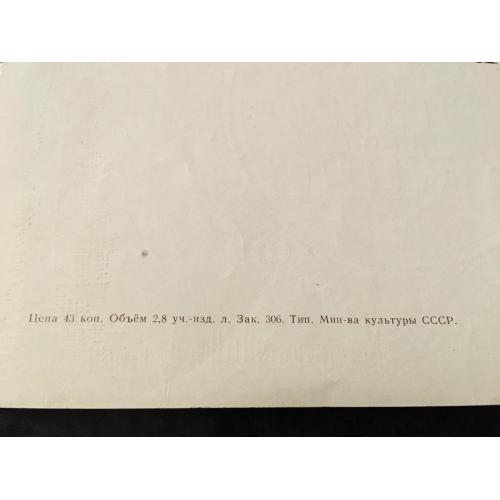 Цена 43 коп. Объём 2,8 уч.-изд. л. Зак. 306. Тип. Мин-ва культуры СССР.